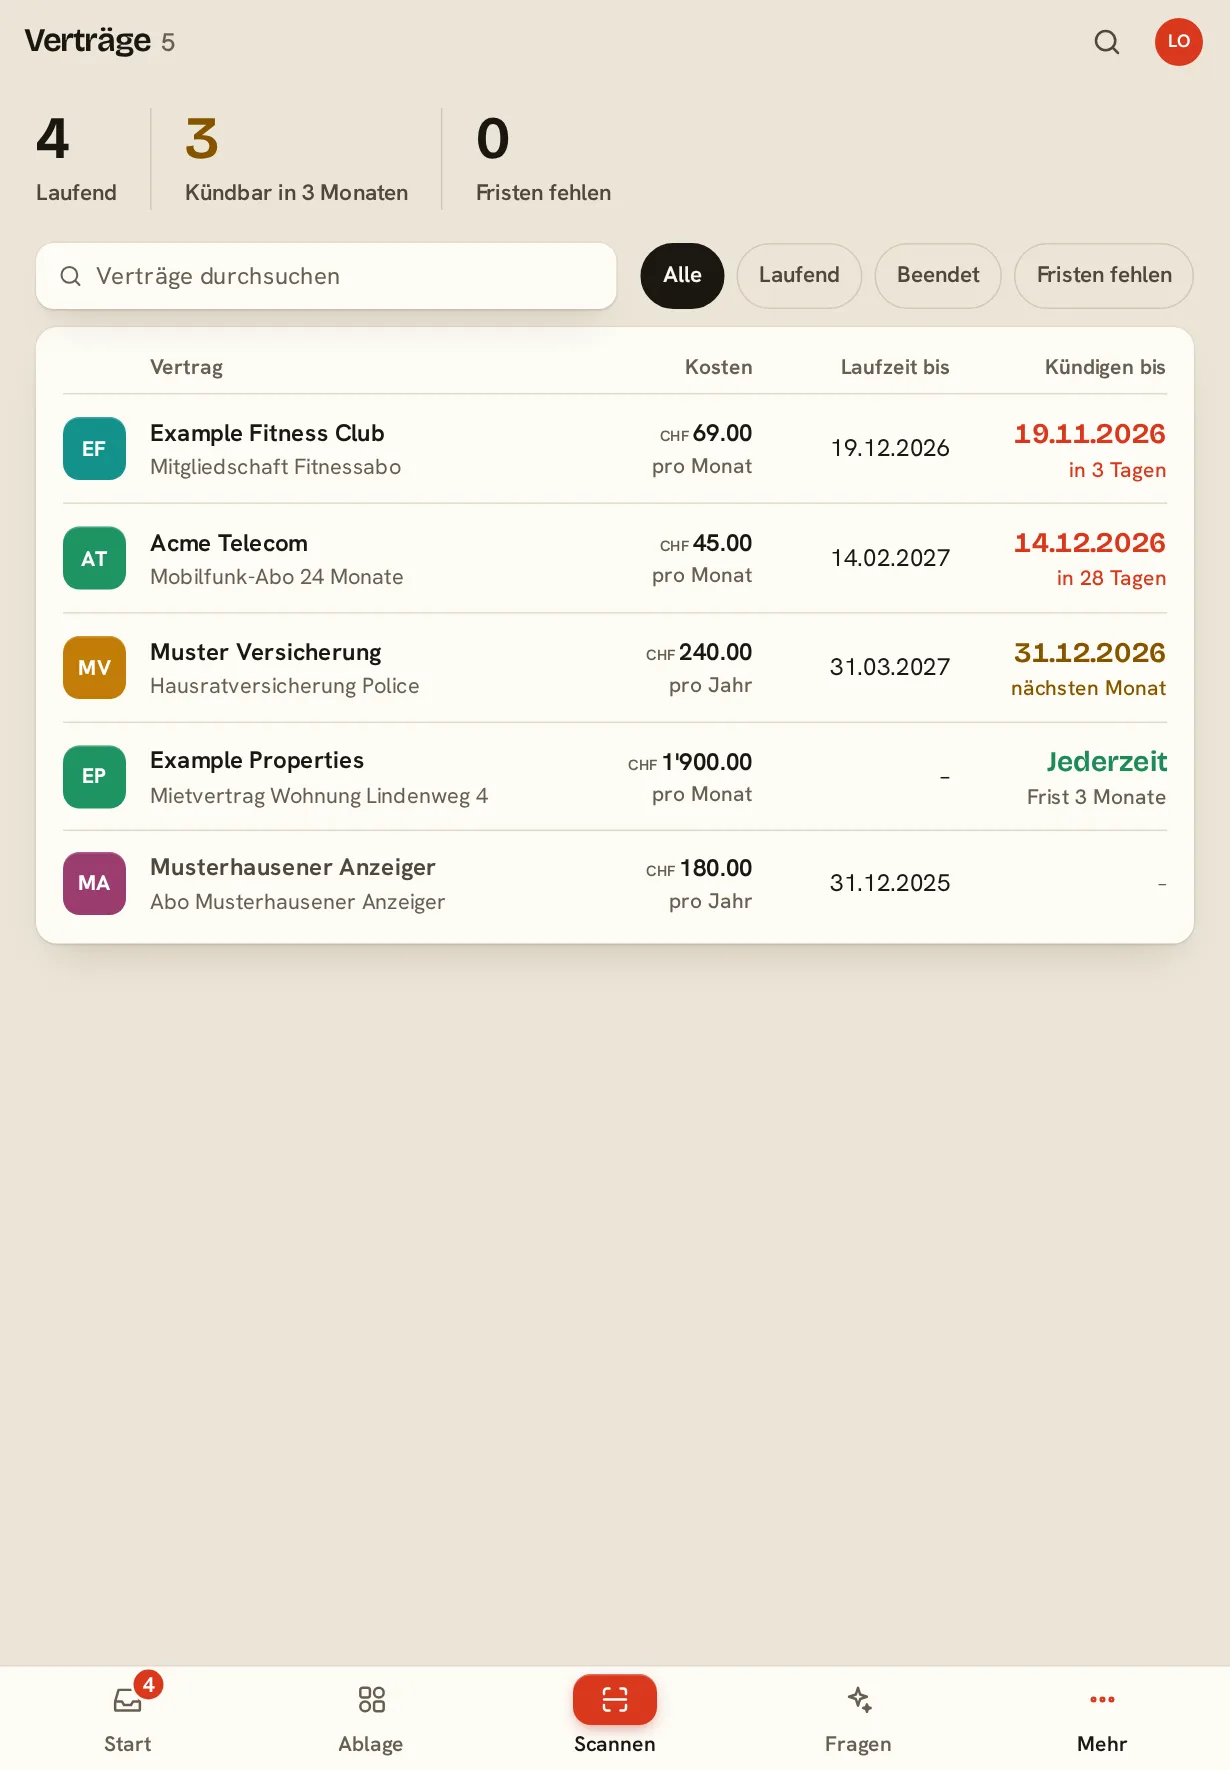 Verträge 5
LO
4
Laufend
3
Kündbar in 3 Monaten
0
Fristen fehlen
Verträge durchsuchen
Alle
Laufend
Beendet
Fristen fehlen
Vertrag
Kosten
Laufzeit bis
Kündigen bis
EF
Example Fitness Club
Mitgliedschaft Fitnessabo
CHF 69.00
pro Monat
19.12.2026
19.11.2026
in 3 Tagen
AT
Acme Telecom
Mobilfunk-Abo 24 Monate
CHF 45.00
pro Monat
14.02.2027
14.12.2026
in 28 Tagen
MV
Muster Versicherung
Hausratversicherung Police
CHF 240.00
pro Jahr
31.03.2027
31.12.2026
nächsten Monat
EP
Example Properties
Mietvertrag Wohnung Lindenweg 4
CHF 1'900.00
pro Monat
–
Jederzeit
Frist 3 Monate
MA
Musterhausener Anzeiger
Abo Musterhausener Anzeiger
CHF 180.00
pro Jahr
31.12.2025
–
4
Start
Ablage
Scannen
Fragen
Mehr